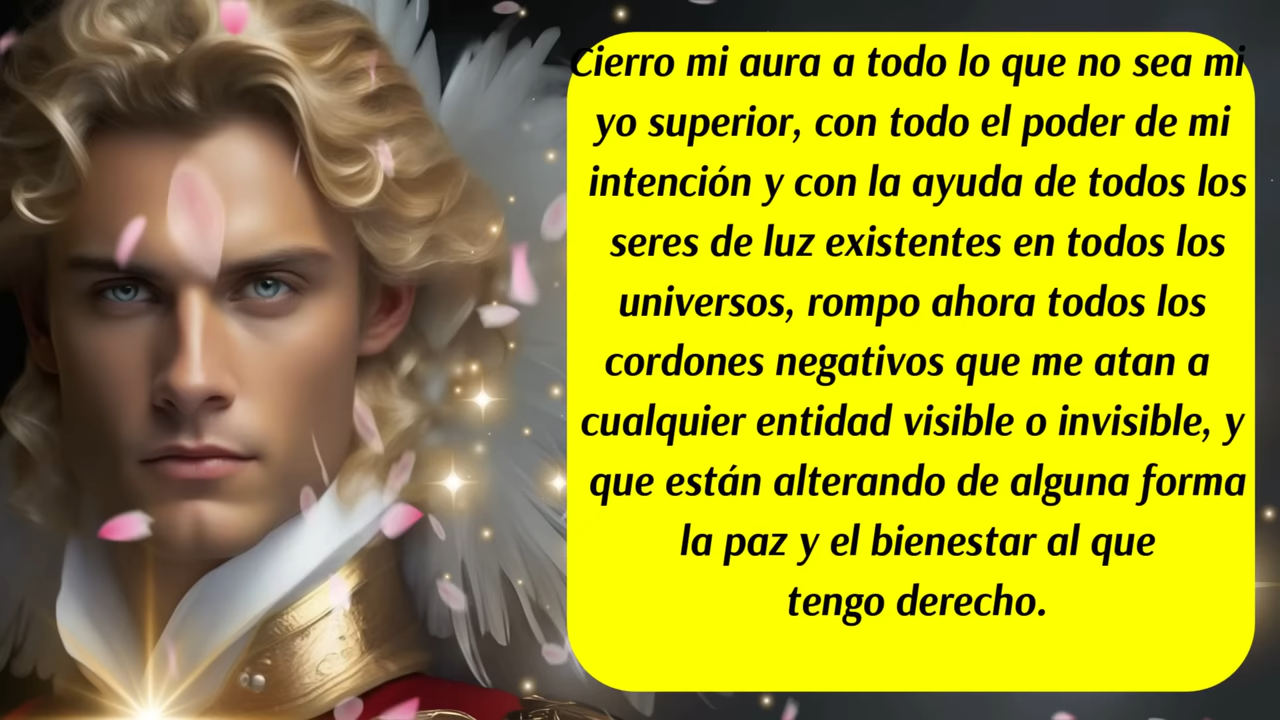 Cierro mi aura a todo lo que no sea mi
yo superior, con todo el poder de mi
intención y con la ayuda de todos los
seres de luz existentes en todos los
universos, rompo ahora todos los
cordones negativos que me atan a
cualquier entidad visible o invisible, y
que están alterando de alguna forma
la paz y el bienestar al que
tengo derecho.